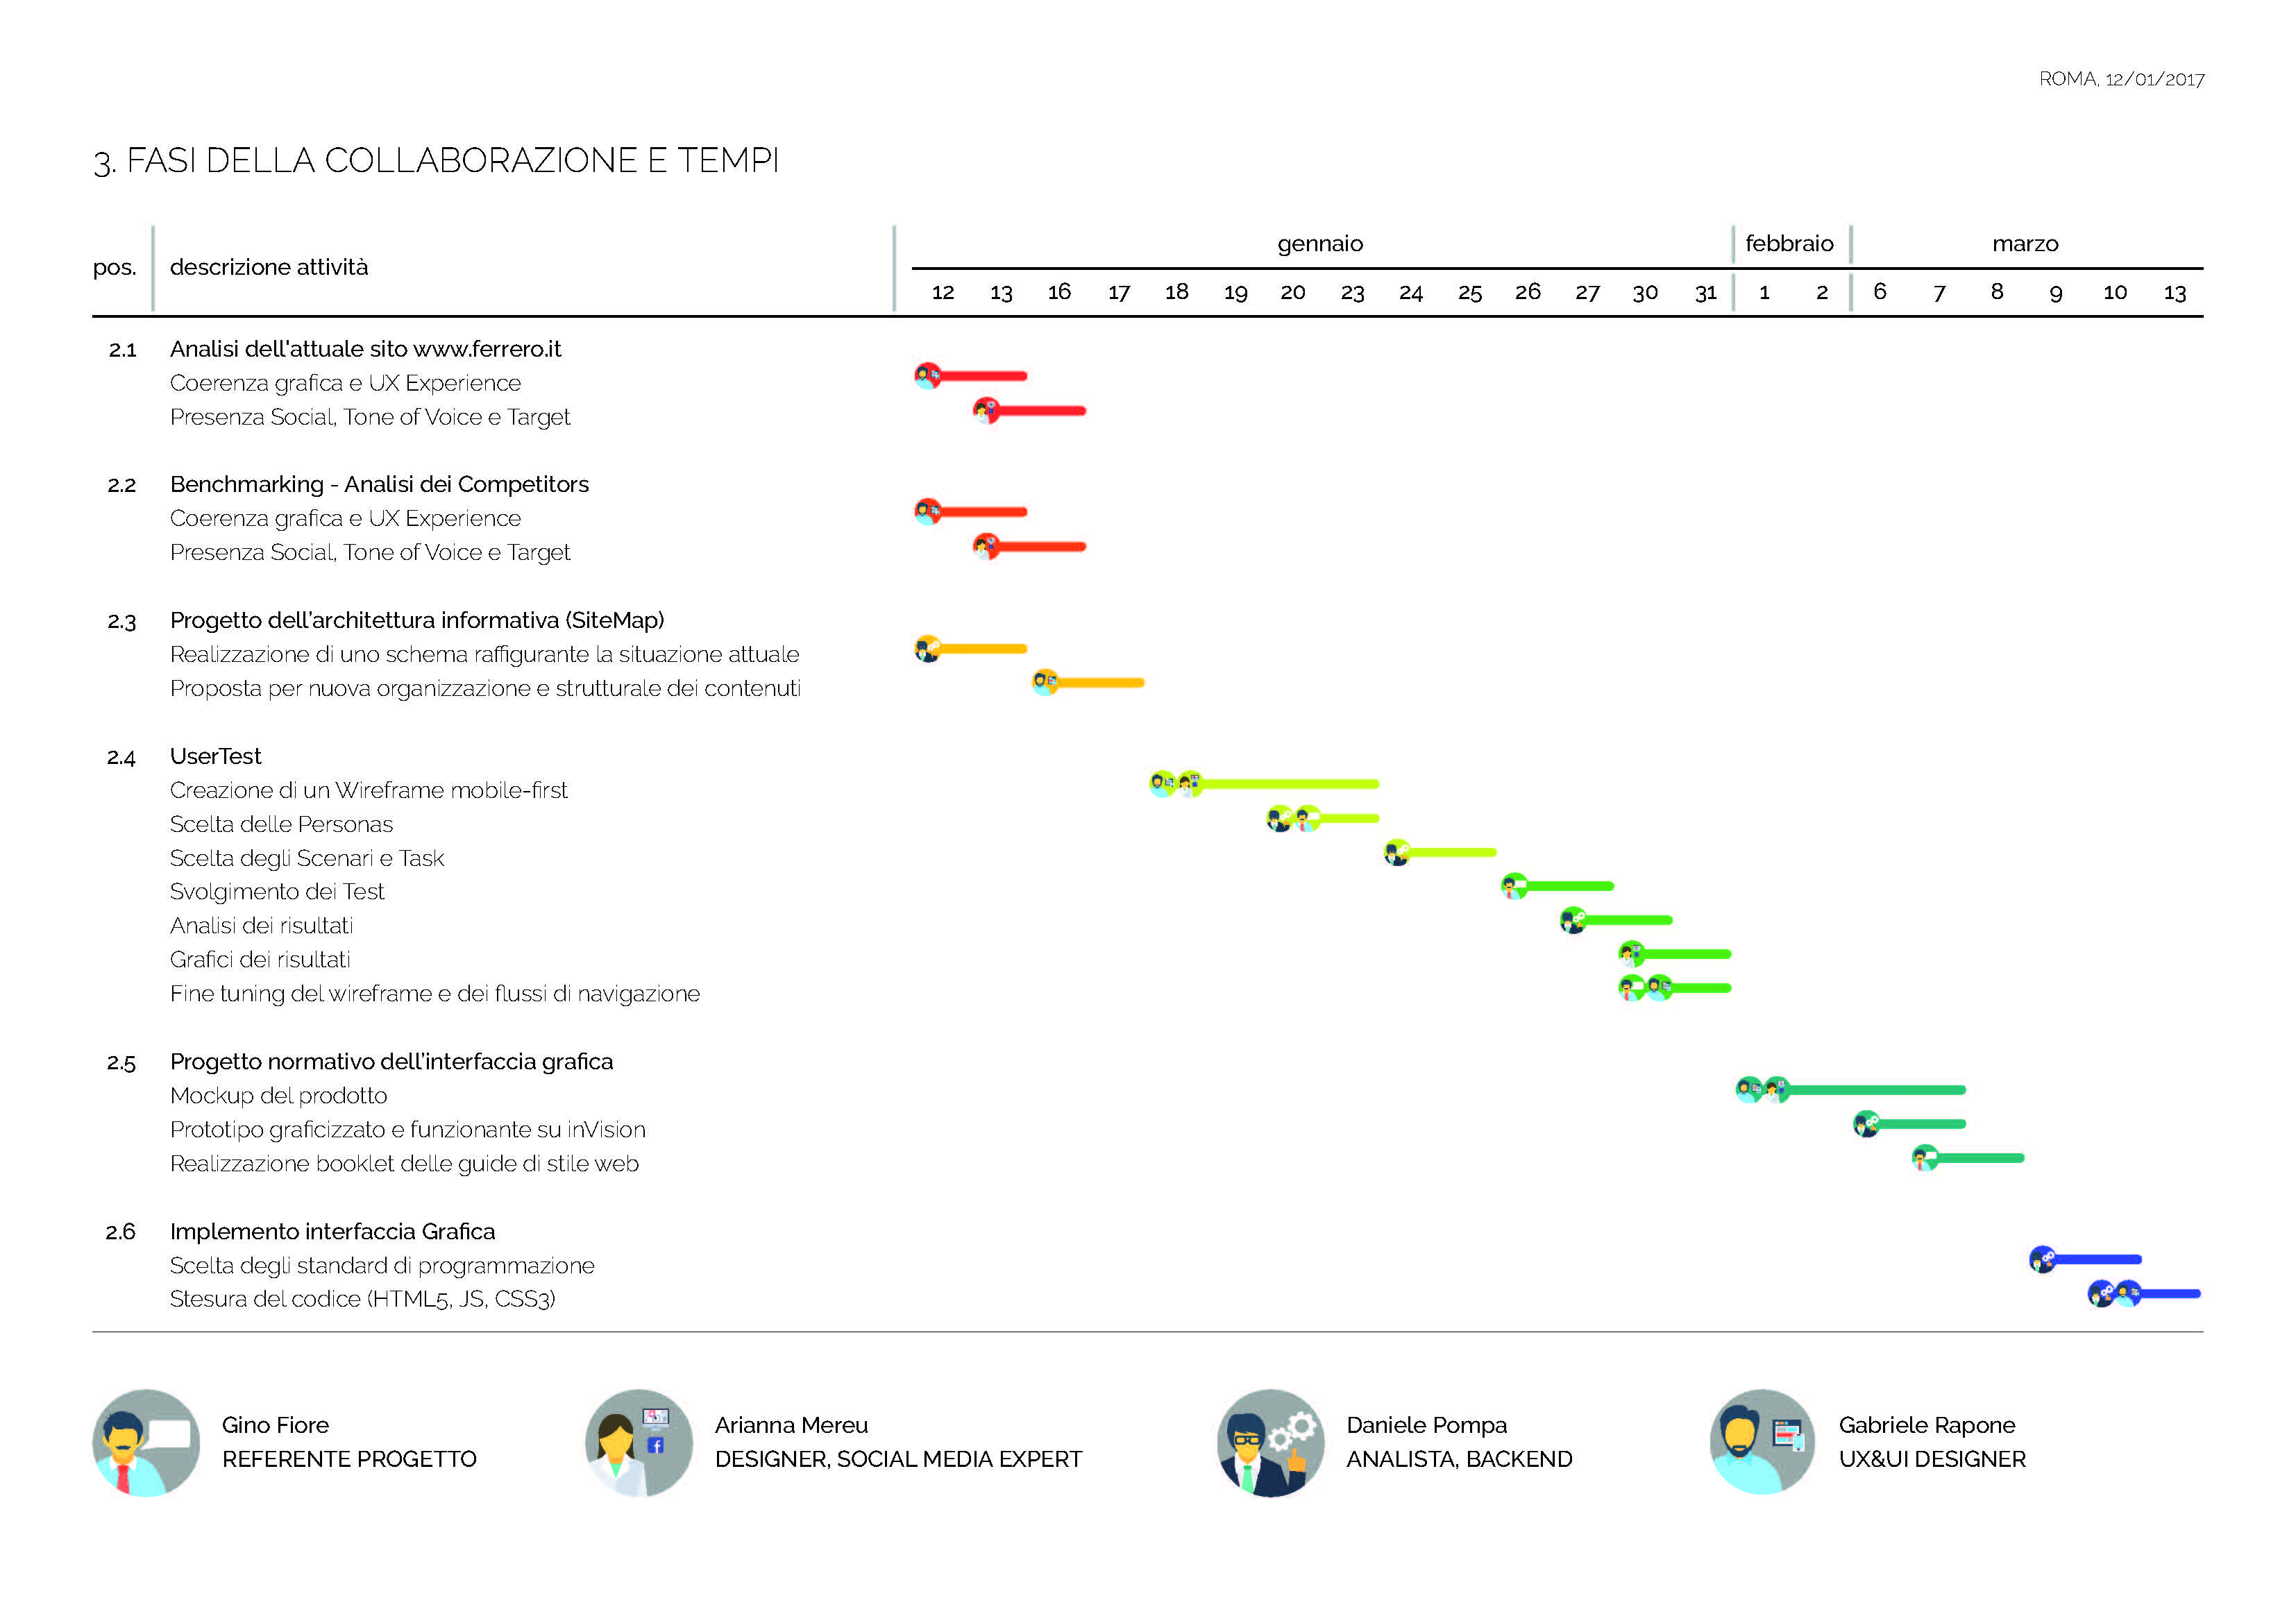 ROMA, 12/01/2017
3. FASI DELLA COLLABORAZIONE E TEMPI
pos. descrizione attività
gennaio febbraio marzo
12 13 16 17 18 19 20 23 24 25 26 27 30 31 1 2 6 7 8 9 10 13
2.1 Analisi dell'attuale sito www.ferrero.it
Coerenza grafica e UX Experience
Presenza Social, Tone of Voice e Target
2.2 Benchmarking - Analisi dei Competitors
Coerenza grafica e UX Experience
Presenza Social, Tone of Voice e Target
2.3 Progetto dell'architettura informativa (SiteMap)
Realizzazione di uno schema raffigurante la situazione attuale
Proposta per nuova organizzazione e strutturale dei contenuti
2.4 UserTest
Creazione di un Wireframe mobile-first
Scelta delle Personas
Scelta degli Scenari e Task
Svolgimento dei Test
Analisi dei risultati
Grafici dei risultati
Fine tuning del wireframe e dei flussi di navigazione
2.5 Progetto normativo dell'interfaccia grafica
Mockup del prodotto
Prototipo graficizzato e funzionante su inVision
Realizzazione booklet delle guide di stile web
2.6 Implemento interfaccia Grafica
Scelta degli standard di programmazione
Stesura del codice (HTML5, JS, CSS3)
Gino Fiore
REFERENTE PROGETTO
Arianna Mereu
DESIGNER, SOCIAL MEDIA EXPERT
Daniele Pompa
ANALISTA, BACKEND
Gabriele Rapone
UX&UI DESIGNER